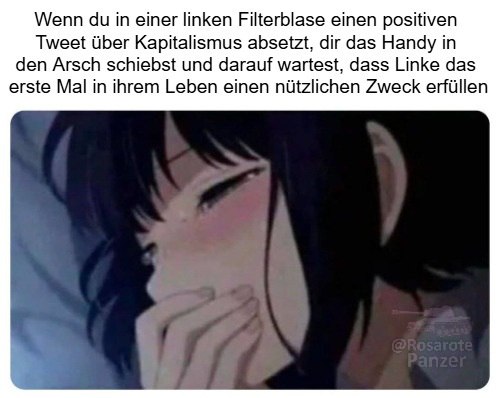 Wenn du in einer linken Filterblase einen positiven
Tweet über Kapitalismus absetzt, dir das Handy in
den Arsch schiebst und darauf wartest, dass Linke das
erste Mal in ihrem Leben einen nützlichen Zweck erfüllen
@Rosarote
Panzer